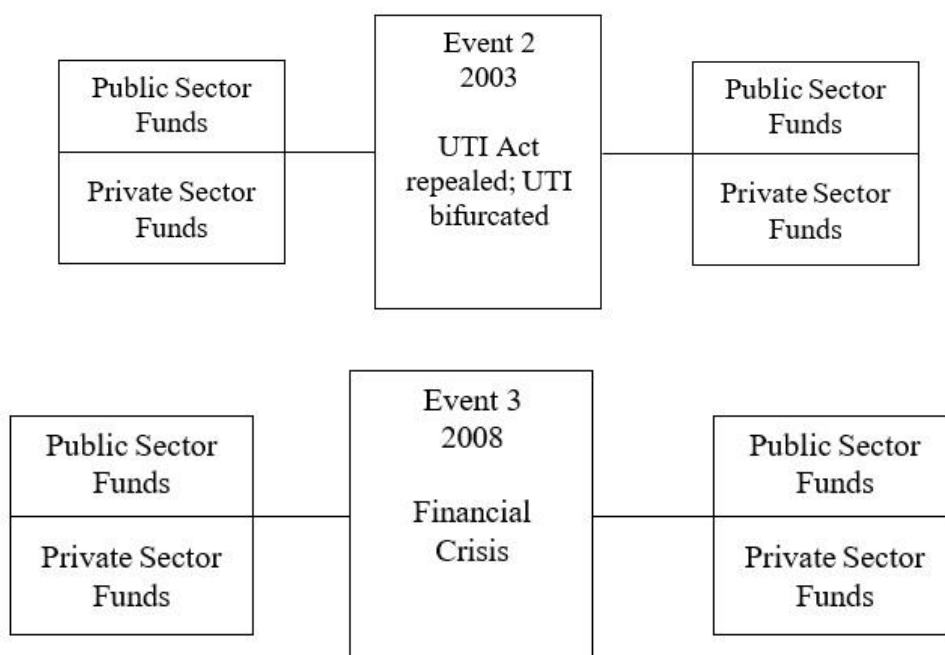 Public Sector
Funds
Private Sector
Funds
Event 2
2003
UTI Act
repealed; UTI
bifurcated
Public Sector
Funds
Private Sector
Funds
Public Sector
Funds
Private Sector
Funds
Event 3
2008
Financial
Crisis
Public Sector
Funds
Private Sector
Funds